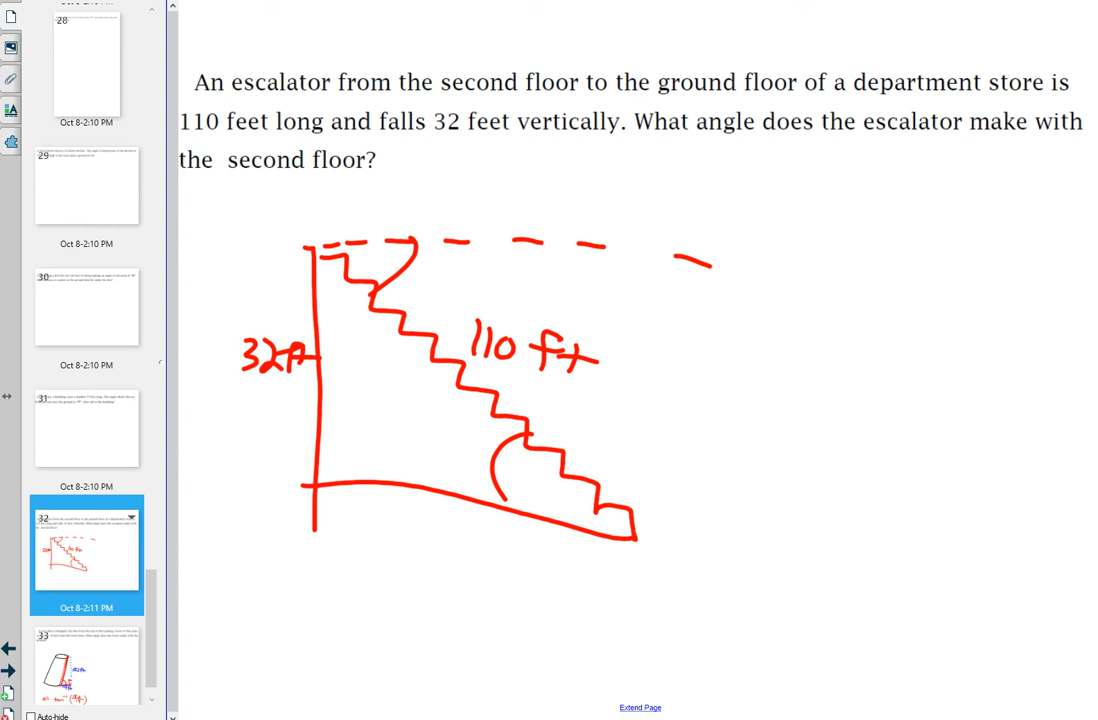 28
Oct 8-2:10 PM
29
Oct 8-2:10 PM
30
Oct 8-2:10 PM
31
Oct 8-2:10 PM
32
Oct 8-2:11 PM
33
Auto-hide
An escalator from the second floor to the ground floor of a department store is
110 feet long and falls 32 feet vertically. What angle does the escalator make with
the second floor?
32ft
110 ft
Extend Page